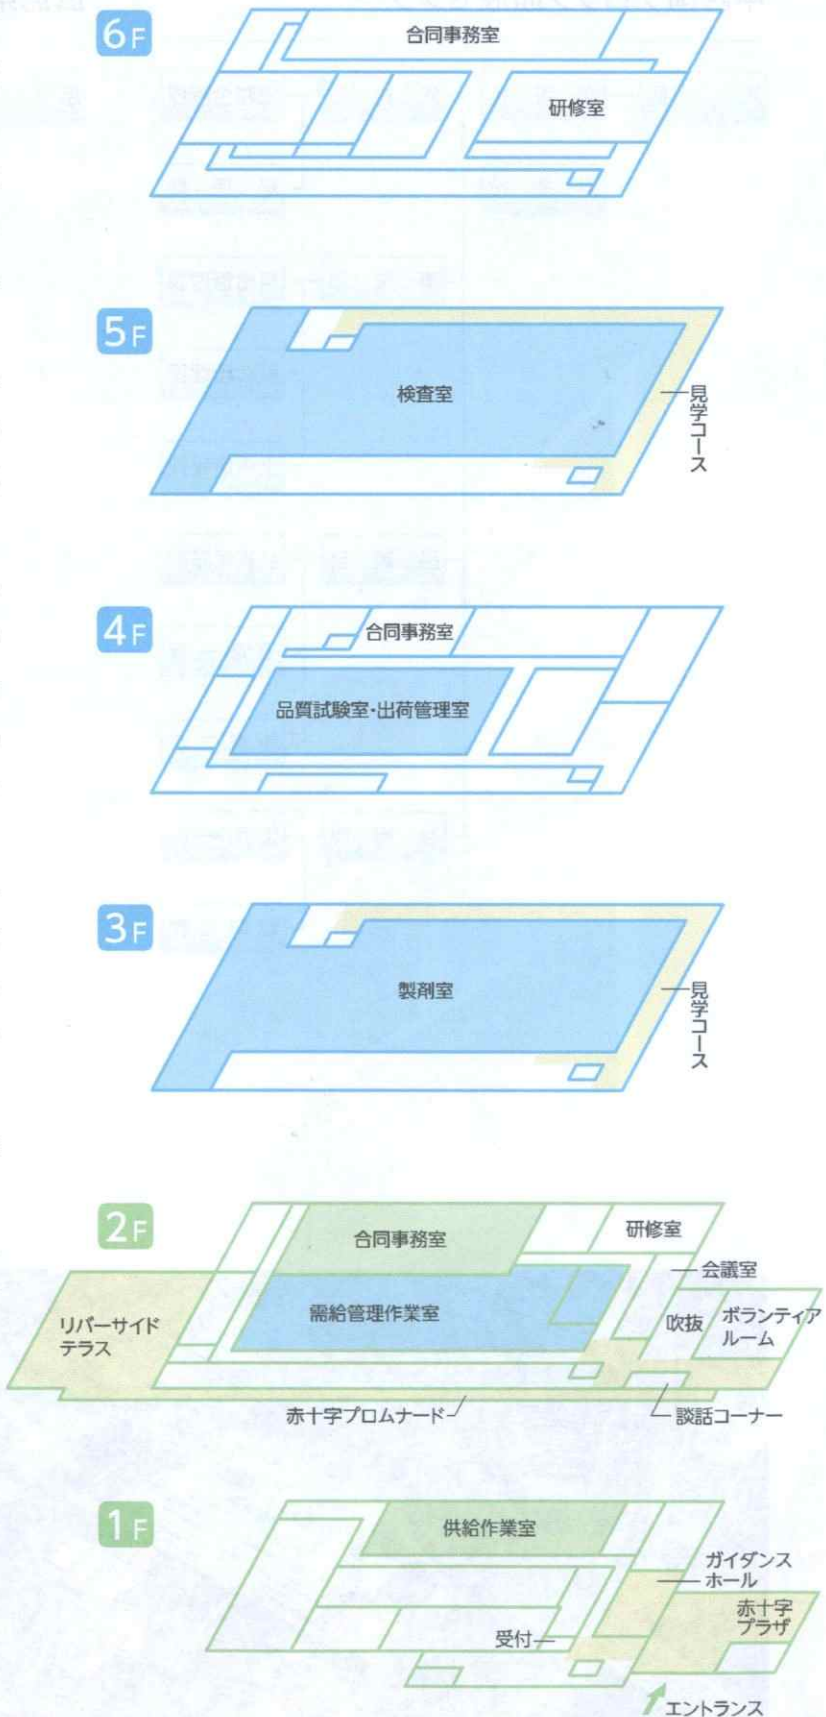 6F
合同事務室
研修室
5F
検査室
見学コース
4F
合同事務室
品質試験室・出荷管理室
3F
製剤室
見学コース
2F
合同事務室
研修室
会議室
需給管理作業室
リバーサイド
テラス
吹抜
ボランティア
ルーム
赤十字プロムナード
談話コーナー
1F
供給作業室
ガイダンス
ホール
赤十字
プラザ
受付
エントランス